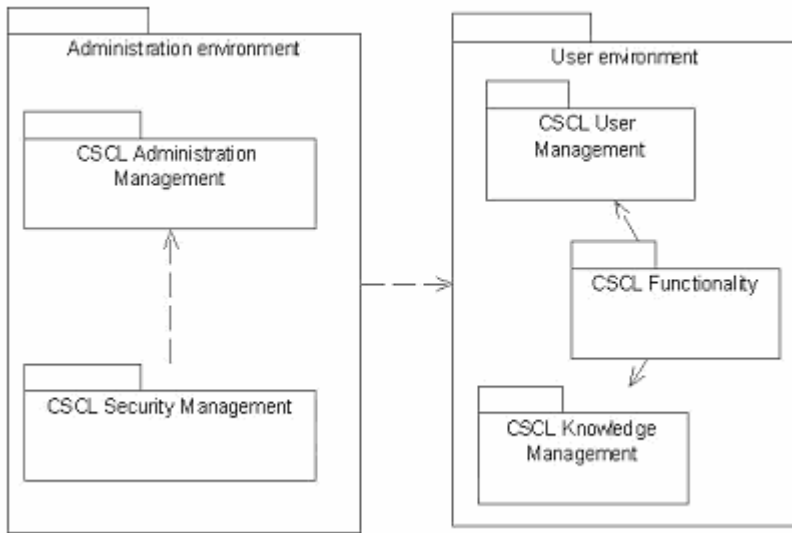 Administration environment
CSCL Administration
Management
CSCL Security Management
User environment
CSCL User
Management
CSCL Functionality
CSCL Knowledge
Management